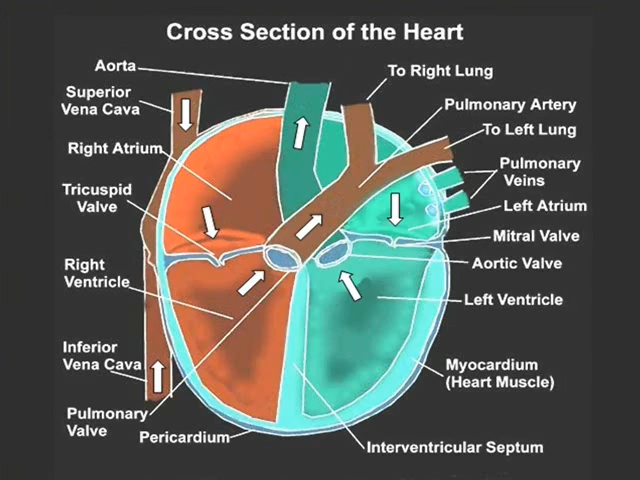 Cross Section of the Heart
Aorta
To Right Lung
Superior
Vena Cava
Pulmonary Artery
To Left Lung
Right Atrium
Pulmonary
Veins
Tricuspid
Valve
Left Atrium
Mitral Valve
Aortic Valve
Right
Ventricle
Left Ventricle
Inferior
Vena Cava
Myocardium
(Heart Muscle)
Pulmonary
Valve
Pericardium
Interventricular Septum